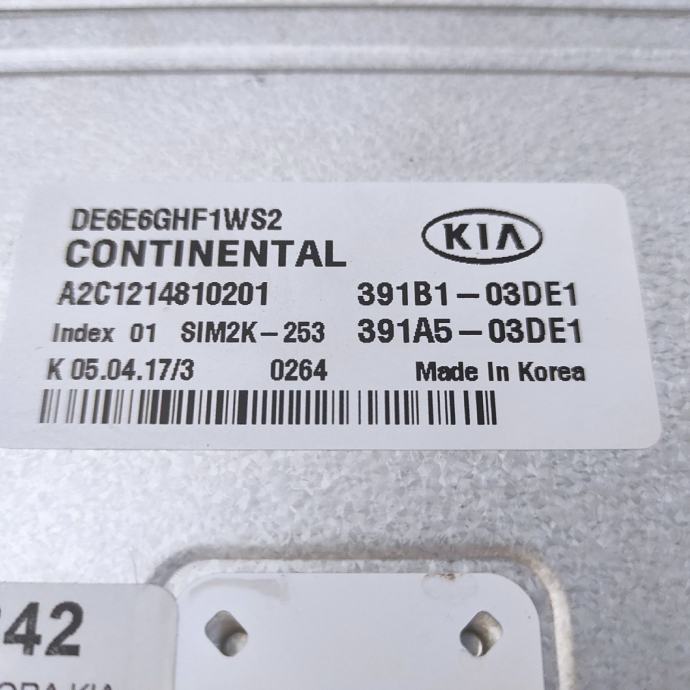 DE6E6GHF1WS2
CONTINENTAL
KIA
A2C1214810201 391B1-03DE1
Index 01 SIM2K-253 391A5-03DE1
K 05.04.17/3 0264 Made In Korea
42
KIA